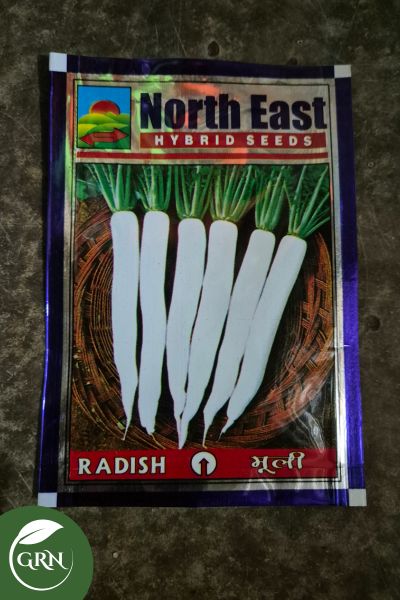 North East
HYBRID SEEDS
RADISH मूली
GRN